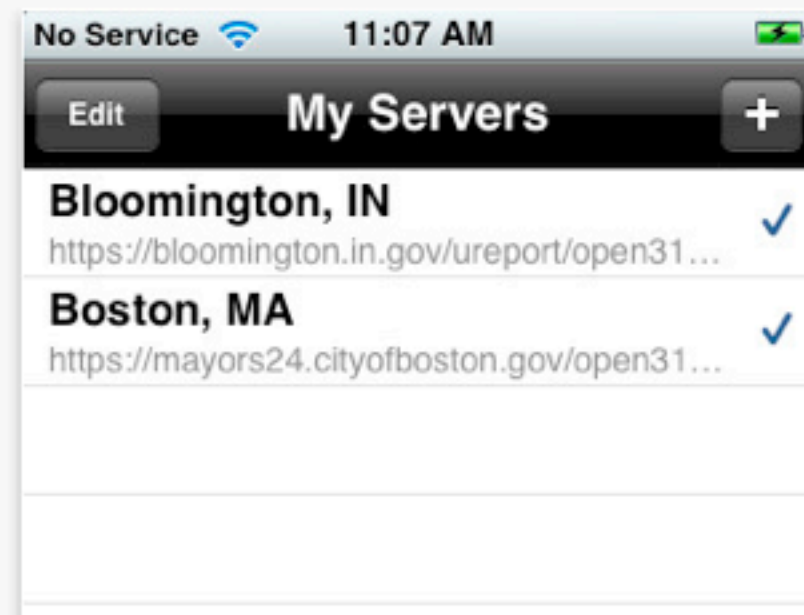 No Service 11:07 AM
Edit My Servers +
Bloomington, IN
https://bloomington.in.gov/ureport/open31...
Boston, MA
https://mayors24.cityofboston.gov/open31...